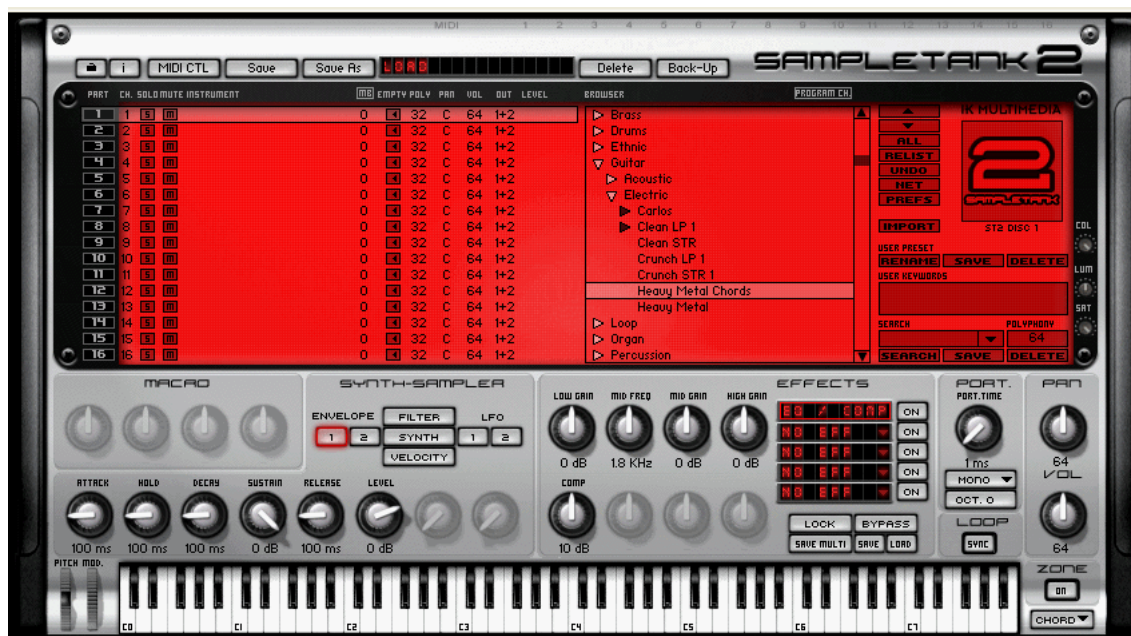 MIDI 1 2 3 4 5 6 7 8 9 10 11 12 13 14 15 16
i MIDI CTL Save Save As LOAD Delete Back-Up SAMPLETANK 2
PART CH. SOLO MUTE INSTRUMENT MB EMPTY POLY PAN VOL OUT LEVEL BROWSER PROGRAM CH.
1 1 S M 0 32 C 64 1+2 Brass
2 2 S M 0 32 C 64 1+2 Drums
3 3 S M 0 32 C 64 1+2 Ethnic
4 4 S M 0 32 C 64 1+2 Guitar
5 5 S M 0 32 C 64 1+2 Acoustic
6 6 S M 0 32 C 64 1+2 Electric
7 7 S M 0 32 C 64 1+2 Carlos
8 8 S M 0 32 C 64 1+2 Clean LP 1
9 9 S M 0 32 C 64 1+2 Clean STR
10 10 S M 0 32 C 64 1+2 Crunch LP 1
11 11 S M 0 32 C 64 1+2 Crunch STR 1
12 12 S M 0 32 C 64 1+2 Heavy Metal Chords
13 13 S M 0 32 C 64 1+2 Heavy Metal
14 14 S M 0 32 C 64 1+2 Loop
15 15 S M 0 32 C 64 1+2 Organ
16 16 S M 0 32 C 64 1+2 Percussion
IK MULTIMEDIA
ALL
RELIST
UNDO
NET
PREFS
2
SAMPLETANK
IMPORT ST2 DISC 1
USER PRESET
RENAME SAVE DELETE
USER KEYWORDS
SEARCH POLYPHONY
64
SEARCH SAVE DELETE
COL
LUM
SAT
MACRO
SYNTH-SAMPLER
ENVELOPE FILTER LFO
1 2 SYNTH 1 2
VELOCITY
ATTACK HOLD DECAY SUSTAIN RELEASE LEVEL
100 ms 100 ms 100 ms 0 dB 100 ms 0 dB
EFFECTS
LOW GAIN MID FREQ MID GAIN HIGH GAIN
0 dB 1.8 KHz 0 dB 0 dB
COMP
10 dB
EQ / COMP ON
NO EFF ON
NO EFF ON
NO EFF ON
NO EFF ON
LOCK BYPASS
SAVE MULTI SAVE LOAD
PORT.
PORT.TIME
1 ms
MONO
OCT. 0
LOOP
SYNC
PAN
64
VOL
64
PITCH MOD.
C0 C1 C2 C3 C4 C5 C6 C7
ZONE
ON
CHORD